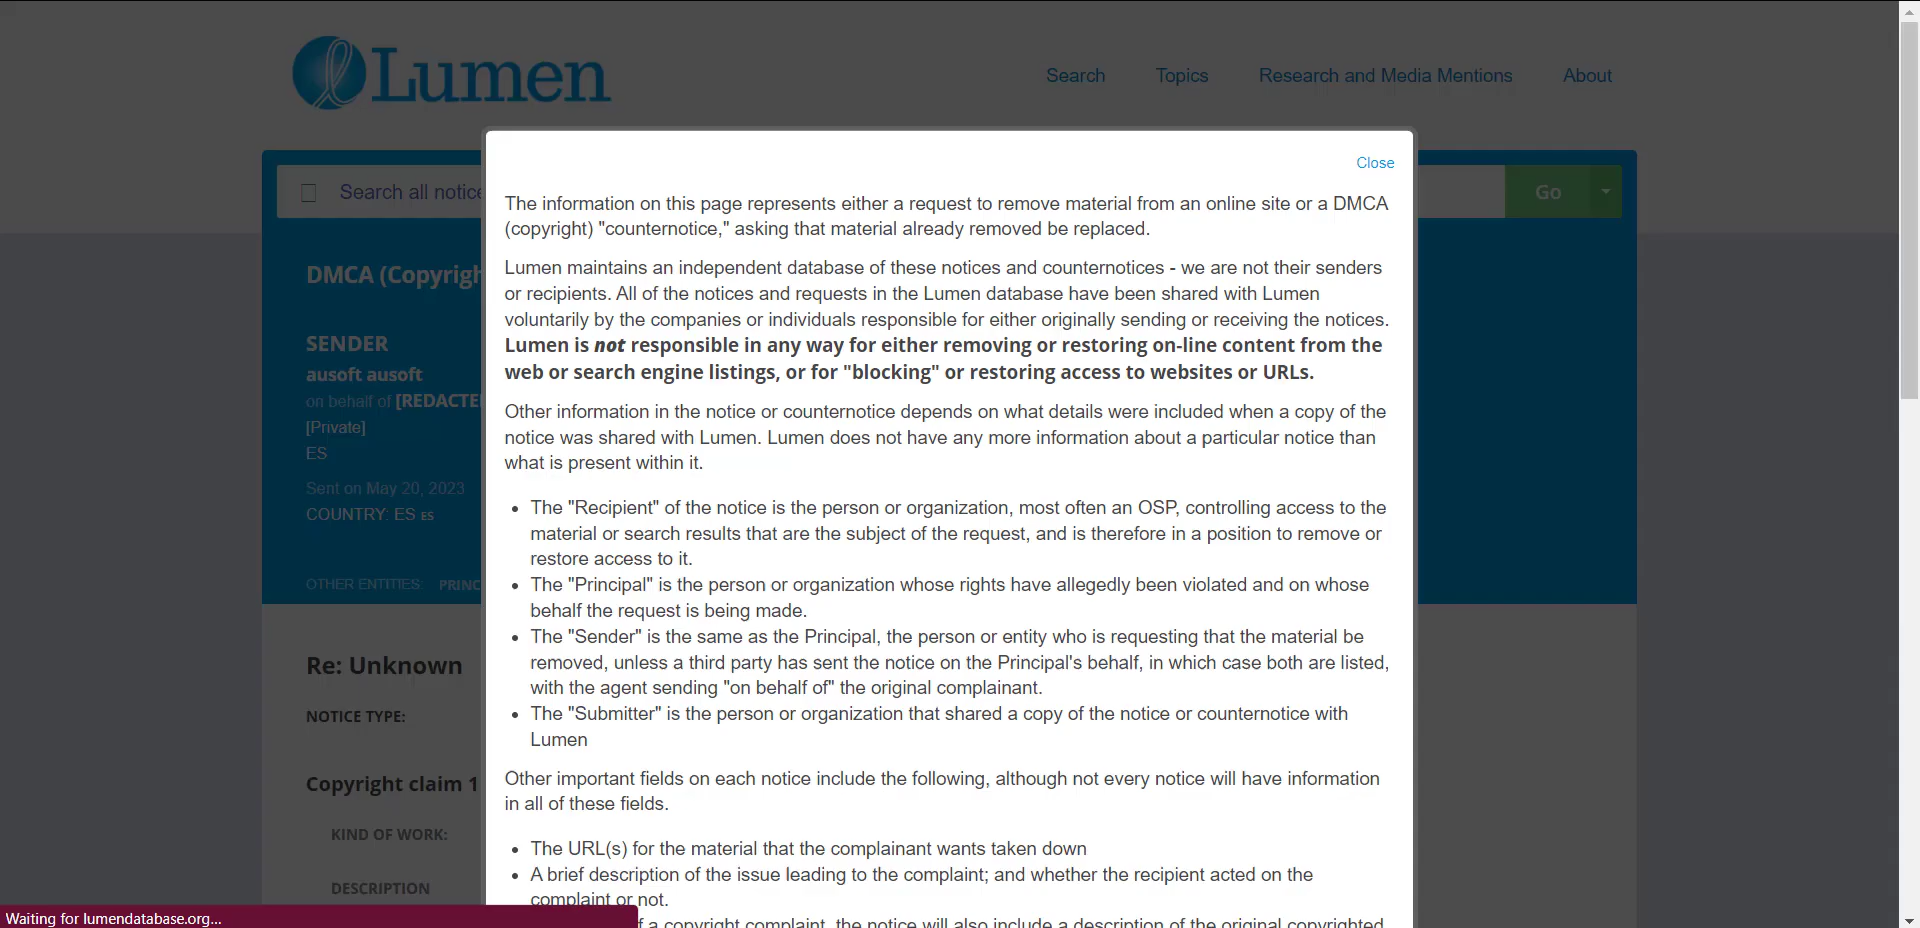 Lumen
Search Topics Research and Media Mentions About
Search all notice
Go
Close
The information on this page represents either a request to remove material from an online site or a DMCA
(copyright) "counternotice," asking that material already removed be replaced.
Lumen maintains an independent database of these notices and counternotices - we are not their senders
or recipients. All of the notices and requests in the Lumen database have been shared with Lumen
voluntarily by the companies or individuals responsible for either originally sending or receiving the notices.
Lumen is not responsible in any way for either removing or restoring on-line content from the
web or search engine listings, or for "blocking" or restoring access to websites or URLs.
Other information in the notice or counternotice depends on what details were included when a copy of the
notice was shared with Lumen. Lumen does not have any more information about a particular notice than
what is present within it.
• The "Recipient" of the notice is the person or organization, most often an OSP, controlling access to the
material or search results that are the subject of the request, and is therefore in a position to remove or
restore access to it.
• The "Principal" is the person or organization whose rights have allegedly been violated and on whose
behalf the request is being made.
• The "Sender" is the same as the Principal, the person or entity who is requesting that the material be
removed, unless a third party has sent the notice on the Principal's behalf, in which case both are listed,
with the agent sending "on behalf of" the original complainant.
• The "Submitter" is the person or organization that shared a copy of the notice or counternotice with
Lumen
Other important fields on each notice include the following, although not every notice will have information
in all of these fields.
• The URL(s) for the material that the complainant wants taken down
• A brief description of the issue leading to the complaint; and whether the recipient acted on the
complaint or not.
f a copyright complaint, the notice will also include a description of the original copyrighted
DMCA (Copyrigh
SENDER
ausoft ausoft
on behalf of [REDACTE
[Private]
ES
Sent on May 20, 2023
COUNTRY: ES ES
OTHER ENTITIES: PRINC
Re: Unknown
NOTICE TYPE:
Copyright claim 1
KIND OF WORK:
DESCRIPTION
Waiting for lumendatabase.org...